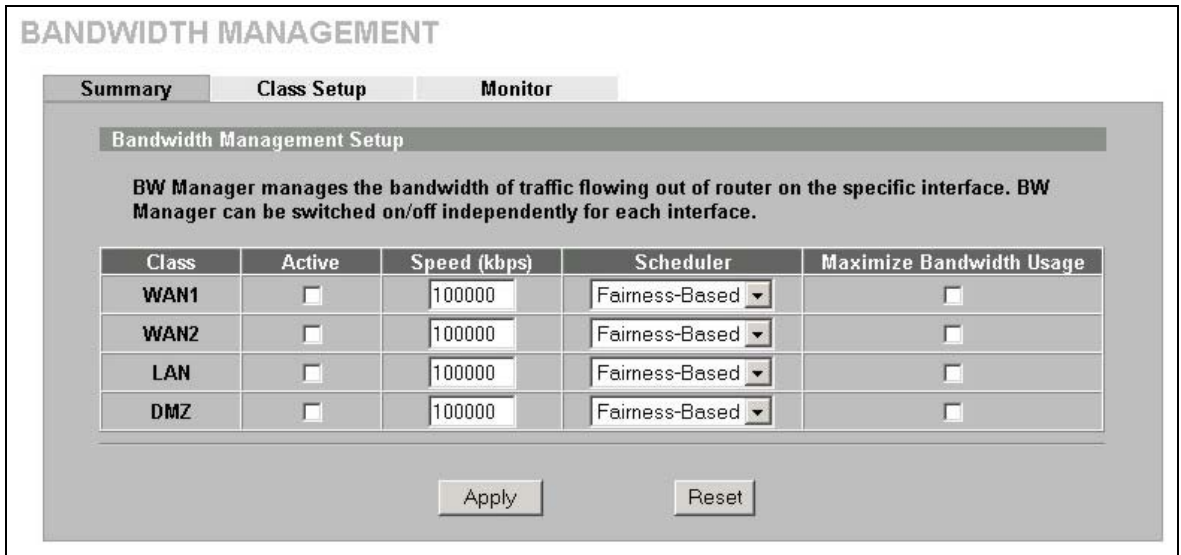 BANDWIDTH MANAGEMENT
Summary Class Setup Monitor
Bandwidth Management Setup
BW Manager manages the bandwidth of traffic flowing out of router on the specific interface. BW
Manager can be switched on/off independently for each interface.
Class Active Speed (kbps) Scheduler Maximize Bandwidth Usage
WAN1 100000 Fairness-Based
WAN2 100000 Fairness-Based
LAN 100000 Fairness-Based
DMZ 100000 Fairness-Based
Apply Reset